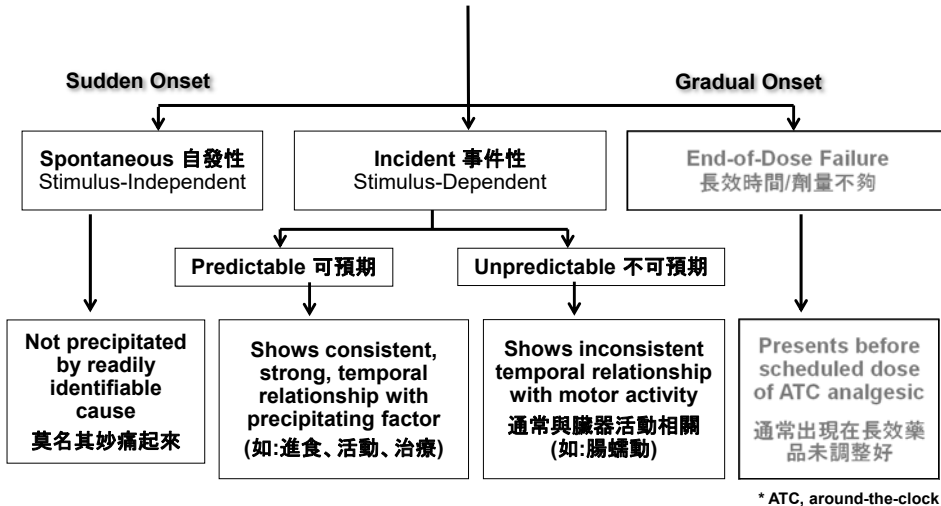 Sudden Onset
Gradual Onset
Spontaneous 自發性
Stimulus-Independent
Incident 事件性
Stimulus-Dependent
End-of-Dose Failure
長效時間/劑量不夠
Predictable 可預期
Unpredictable 不可預期
Not precipitated
by readily
identifiable
cause
莫名其妙痛起來
Shows consistent,
strong, temporal
relationship with
precipitating factor
(如:進食、活動、治療)
Shows inconsistent
temporal relationship
with motor activity
通常與臟器活動相關
(如:腸蠕動)
Presents before
scheduled dose
of ATC analgesic
通常出現在長效藥
品未調整好
* ATC, around-the-clock